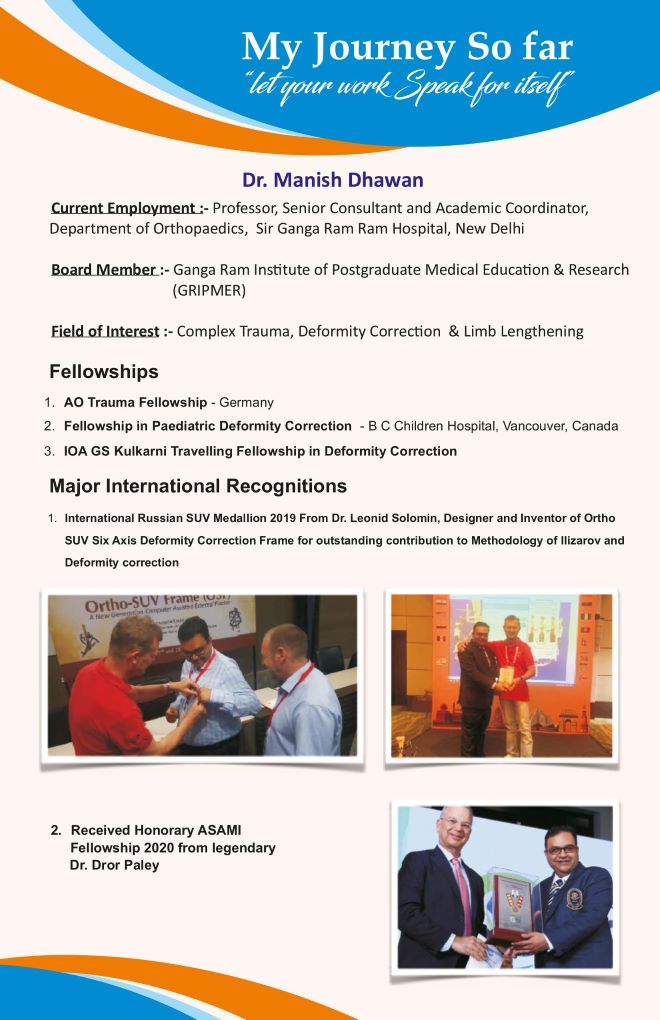 My Journey So far
"let your work Speak for itself"
Dr. Manish Dhawan
Current Employment :- Professor, Senior Consultant and Academic Coordinator,
Department of Orthopaedics, Sir Ganga Ram Ram Hospital, New Delhi
Board Member :- Ganga Ram Institute of Postgraduate Medical Education & Research
(GRIPMER)
Field of Interest :- Complex Trauma, Deformity Correction & Limb Lengthening
Fellowships
1. AO Trauma Fellowship - Germany
2. Fellowship in Paediatric Deformity Correction - B C Children Hospital, Vancouver, Canada
3. IOA GS Kulkarni Travelling Fellowship in Deformity Correction
Major International Recognitions
1. International Russian SUV Medallion 2019 From Dr. Leonid Solomin, Designer and Inventor of Ortho
SUV Six Axis Deformity Correction Frame for outstanding contribution to Methodology of Ilizarov and
Deformity correction
Ortho-SUV Frame (OSF)
A New Generation Computer Assisted External Fixator
2. Received Honorary ASAMI
Fellowship 2020 from legendary
Dr. Dror Paley